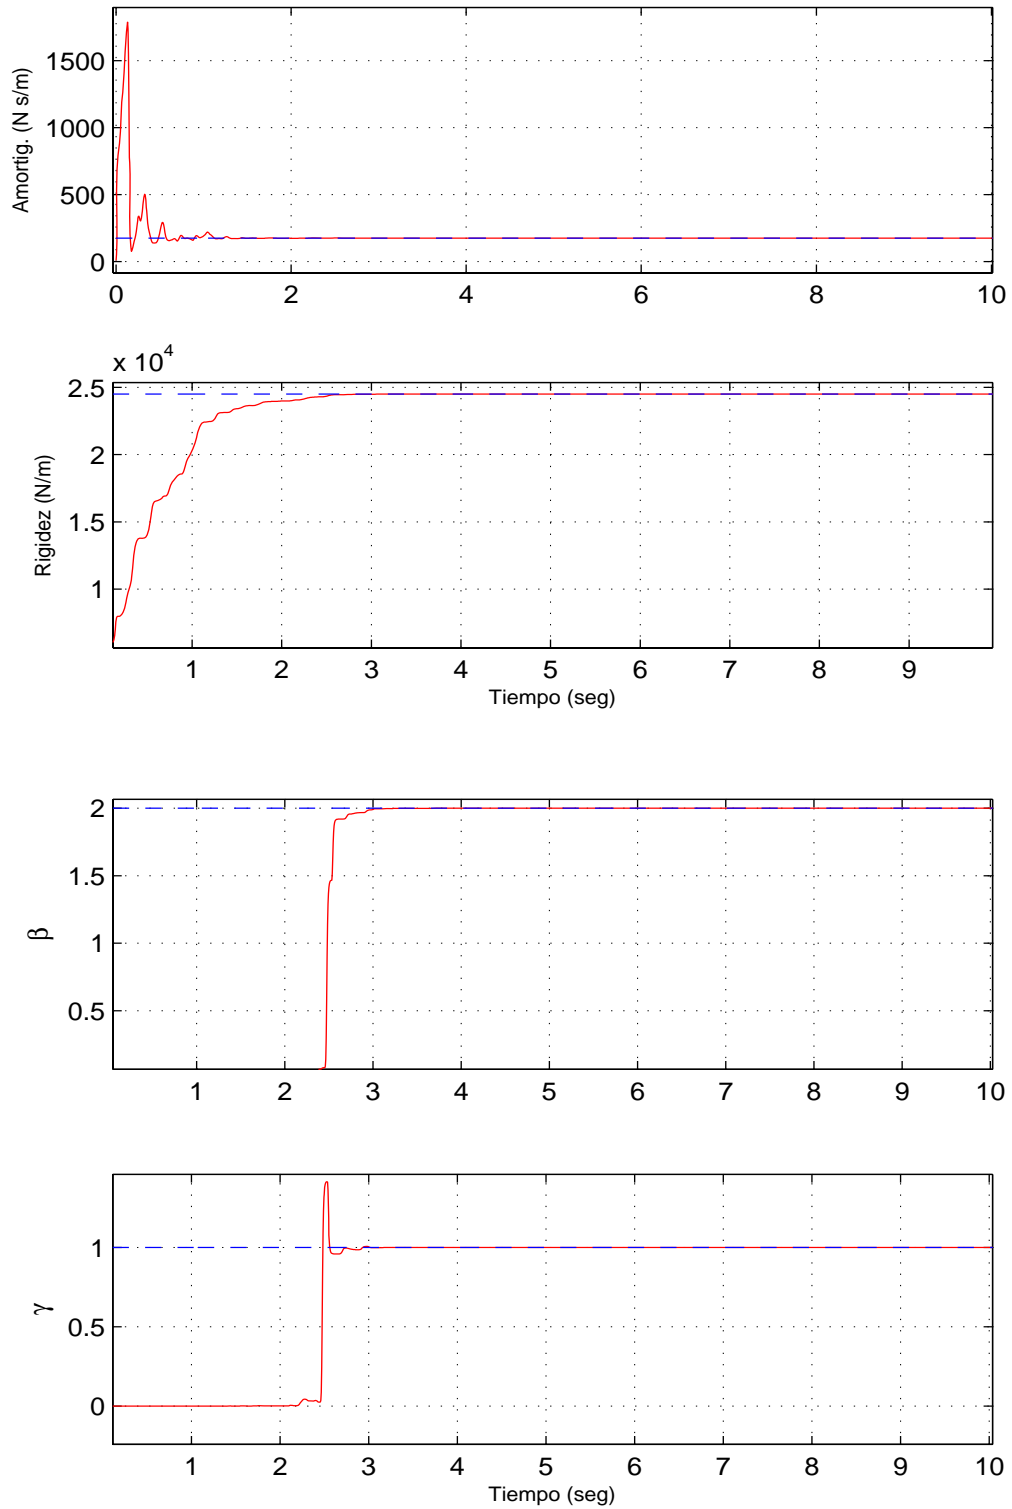 1500
1000
500
0
Amortig. (N s/m)
0 2 4 6 8 10
x 10^4
2.5
2
1.5
1
Rigidez (N/m)
1 2 3 4 5 6 7 8 9
Tiempo (seg)
2
1.5
1
0.5
β
1 2 3 4 5 6 7 8 9 10
1
0.5
0
γ
1 2 3 4 5 6 7 8 9 10
Tiempo (seg)